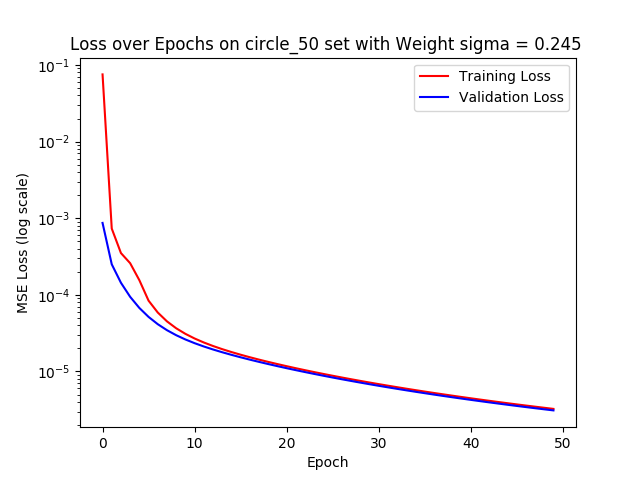 Loss over Epochs on circle_50 set with Weight sigma = 0.245
Training Loss
Validation Loss
MSE Loss (log scale)
10⁻¹
10⁻²
10⁻³
10⁻⁴
10⁻⁵
0 10 20 30 40 50
Epoch